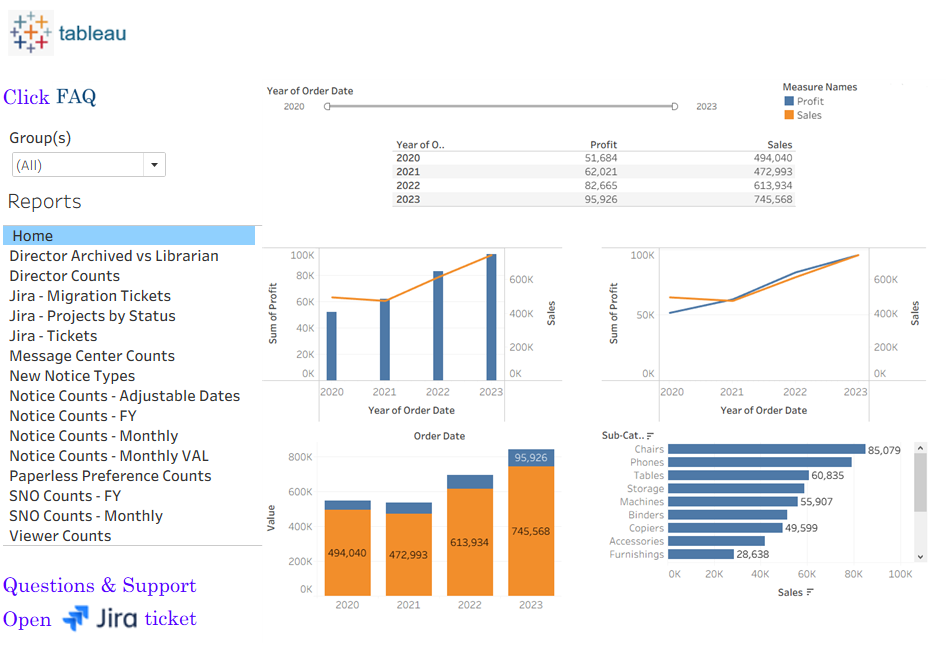 tableau
Click FAQ
Group(s)
(All)
Reports
Home
Director Archived vs Librarian
Director Counts
Jira - Migration Tickets
Jira - Projects by Status
Jira - Tickets
Message Center Counts
New Notice Types
Notice Counts - Adjustable Dates
Notice Counts - FY
Notice Counts - Monthly
Notice Counts - Monthly VAL
Paperless Preference Counts
SNO Counts - FY
SNO Counts - Monthly
Viewer Counts
Questions & Support
Open Jira ticket
Year of Order Date
2020 2023
Measure Names
Profit
Sales
Year of O.. Profit Sales
2020 51,684 494,040
2021 62,021 472,993
2022 82,665 613,934
2023 95,926 745,568
Sum of Profit
100K
80K
60K
40K
20K
0K
600K
400K
200K
0K
Sales
2020 2021 2022 2023
Year of Order Date
Sum of Profit
100K
50K
0K
600K
400K
200K
0K
Sales
2020 2021 2022 2023
Year of Order Date
Order Date
Value
800K
600K
400K
200K
0K
95,926
494,040 472,993 613,934 745,568
2020 2021 2022 2023
Sub-Cat..
Chairs 85,079
Phones
Tables 60,835
Storage
Machines 55,907
Binders
Copiers 49,599
Accessories
Furnishings 28,638
0K 20K 40K 60K 80K 100K
Sales